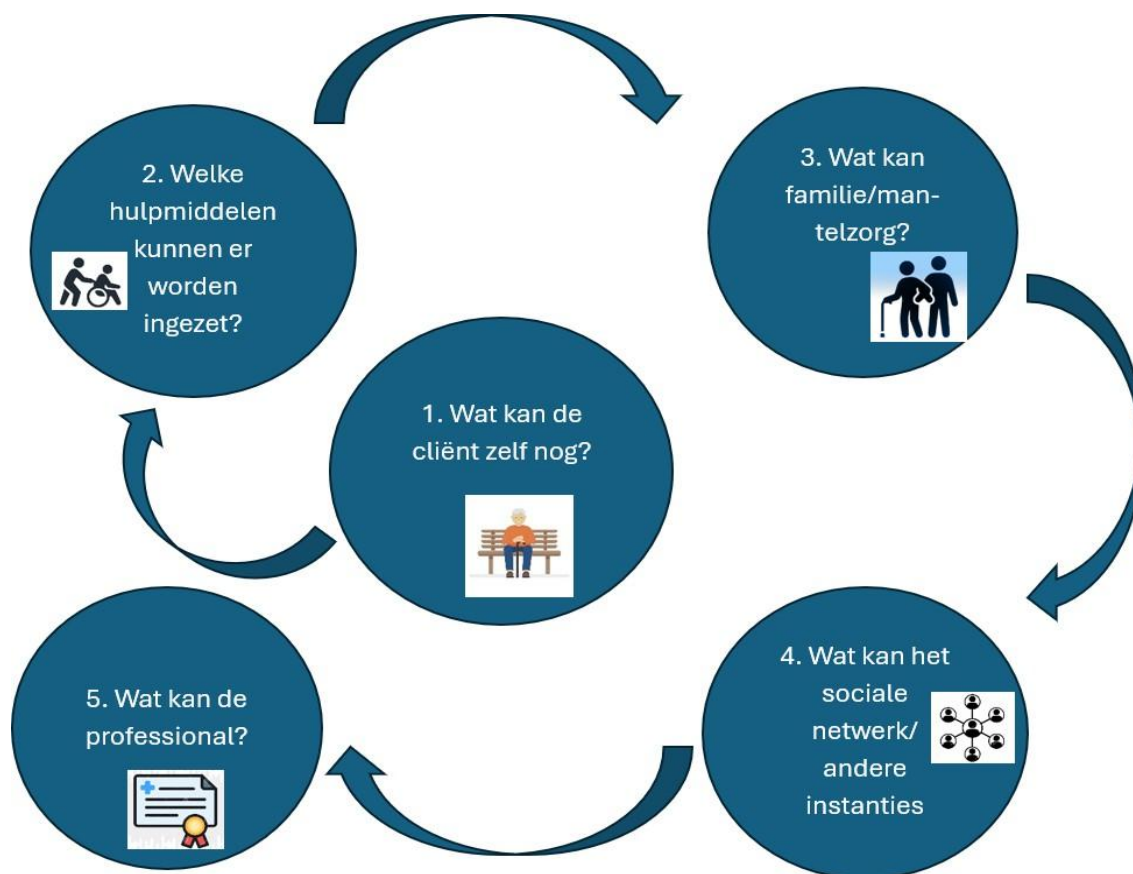 1. Wat kan de
cliënt zelf nog?
2. Welke
hulpmiddelen
kunnen er
worden
ingezet?
3. Wat kan
familie/man-
telzorg?
4. Wat kan het
sociale
netwerk/
andere
instanties
5. Wat kan de
professional?